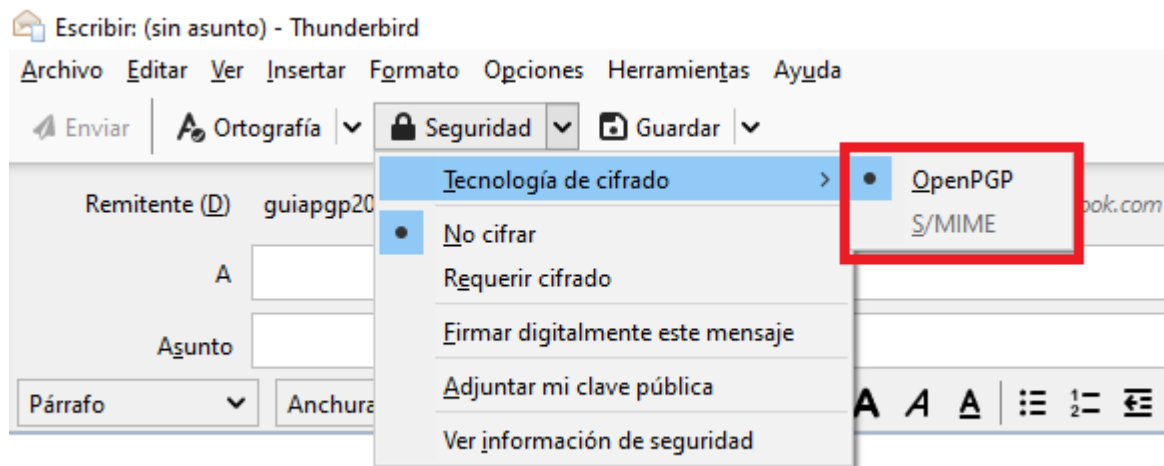 Escribir: (sin asunto) - Thunderbird
Archivo Editar Ver Insertar Formato Opciones Herramientas Ayuda
Enviar Ortografía Seguridad Guardar
Tecnología de cifrado OpenPGP
Remitente (D) guiapgp20 ook.com
No cifrar S/MIME
A
Requerir cifrado
Asunto Firmar digitalmente este mensaje
Párrafo Anchura Adjuntar mi clave pública A A A
Ver información de seguridad